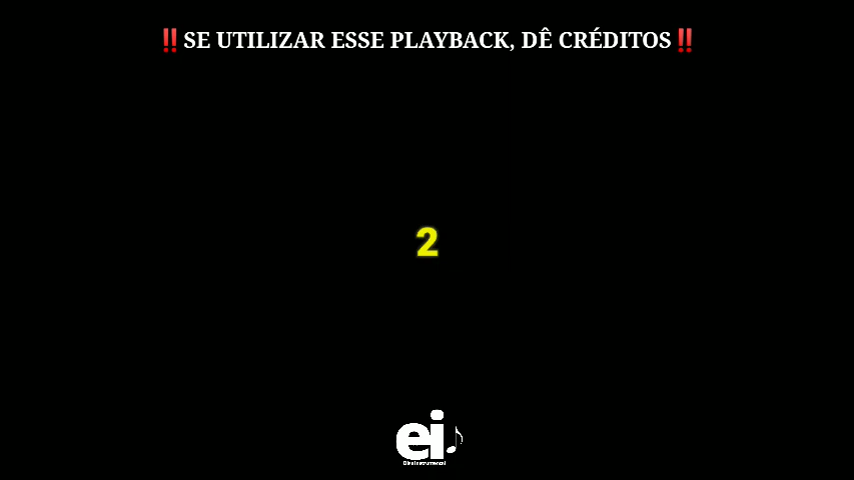 ‼️SE UTILIZAR ESSE PLAYBACK, DÊ CRÉDITOS‼️
2
ei